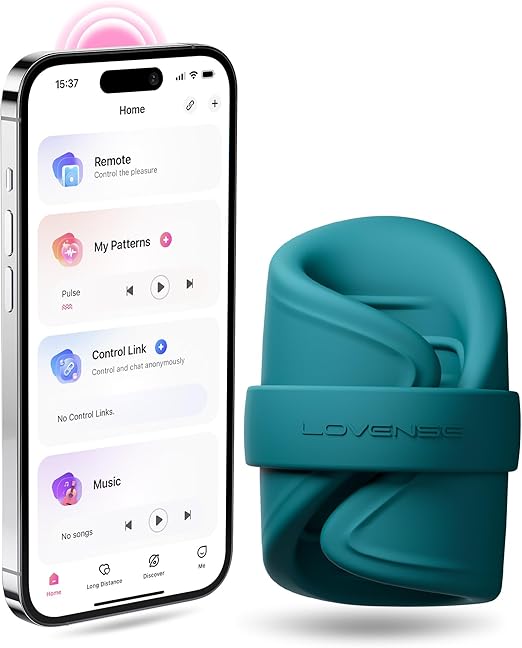 15:37
Home
Remote
Control the pleasure
My Patterns
Pulse
Control Link
Control and chat anonymously
No Control Links.
Music
No songs
Home
Long Distance
Discover
Me
LOVENSE